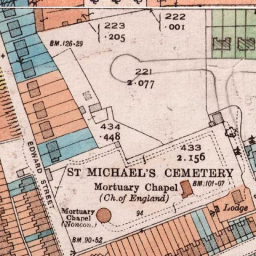 223
.205
222
.001
B.M. 126·29
221
2.077
434
.448
433
2.156
ST MICHAEL'S CEMETERY
Mortuary Chapel
(Ch. of England)
B.M. 101·07
EDWARD STREET
Mortuary
Chapel
(Noncon.)
94
Lodge
B.M. 90·52